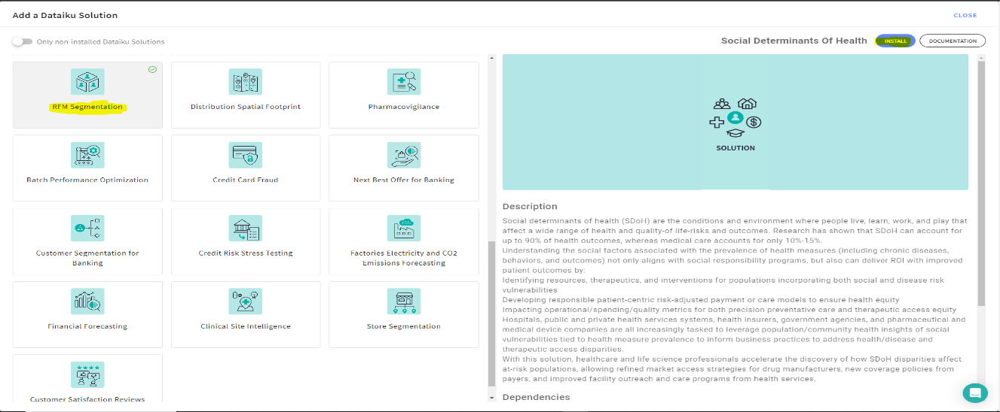 Add a Dataiku Solution
CLOSE
Only non-installed Dataiku Solutions
Social Determinants Of Health
INSTALL
DOCUMENTATION
RFM Segmentation
Distribution Spatial Footprint
Pharmacovigilance
Batch Performance Optimization
Credit Card Fraud
Next Best Offer for Banking
Customer Segmentation for
Banking
Credit Risk Stress Testing
Factories Electricity and CO2
Emissions Forecasting
Financial Forecasting
Clinical Site Intelligence
Store Segmentation
Customer Satisfaction Reviews
SOLUTION
Description
Social determinants of health (SDoH) are the conditions and environment where people live, learn, work, and play that
affect a wide range of health and quality-of life-risks and outcomes. Research has shown that SDoH can account for
up to 90% of health outcomes, whereas medical care accounts for only 10%-15%.
Understanding the social factors associated with the prevalence of health measures (including chronic diseases,
behaviors, and outcomes) not only aligns with social responsibility programs, but also can deliver ROI with improved
patient outcomes by:
Identifying resources, therapeutics, and interventions for populations incorporating both social and disease risk
vulnerabilities
Developing responsible patient-centric risk-adjusted payment or care models to ensure health equity
Impacting operational/spending/quality metrics for both precision preventative care and therapeutic access equity
Hospitals, public and private health services systems, health insurers, government agencies, and pharmaceutical and
medical device companies are all increasingly tasked to leverage population/community health insights of social
vulnerabilities tied to health measure prevalence to inform business practices to address health/disease and
therapeutic access disparities.
With this solution, healthcare and life science professionals accelerate the discovery of how SDoH disparities affect
at-risk populations, allowing refined market access strategies for drug manufacturers, new coverage policies from
payers, and improved facility outreach and care programs from health services.
Dependencies